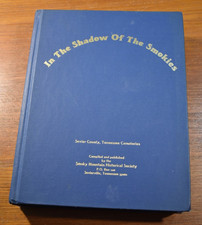 In The Shadow Of The Smokies
Sevier County, Tennessee Cemeteries
Compiled and published
by the
Smoky Mountain Historical Society
P.O. Box
Sevierville, Tennessee